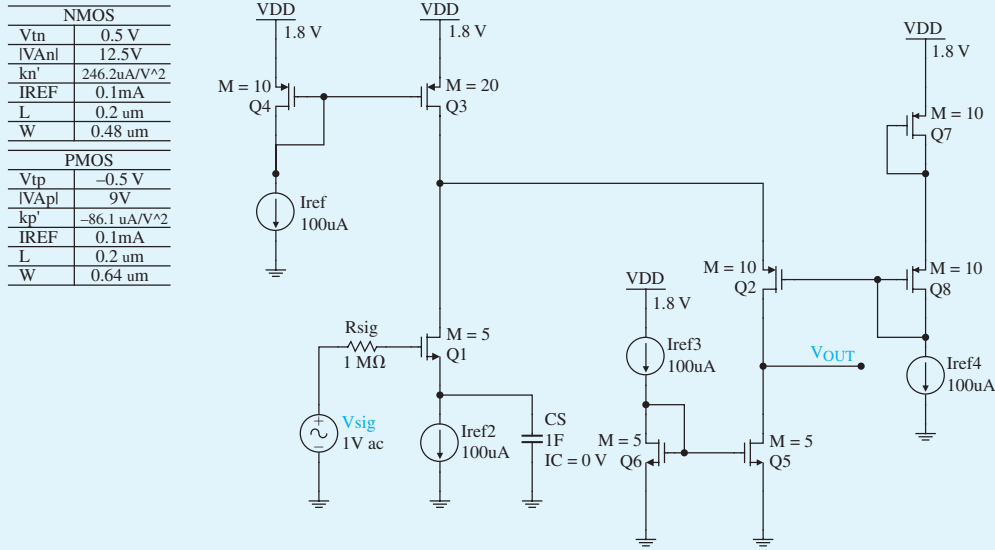 NMOS
Vtn 0.5 V
|VAn| 12.5V
kn' 246.2uA/V^2
IREF 0.1mA
L 0.2 um
W 0.48 um
PMOS
Vtp –0.5 V
|VAp| 9V
kp' –86.1 uA/V^2
IREF 0.1mA
L 0.2 um
W 0.64 um
VDD
1.8 V
VDD
1.8 V
M = 10
Q4
M = 20
Q3
Iref
100uA
Rsig
1 MΩ
M = 5
Q1
Vsig
1V ac
+
–
Iref2
100uA
CS
1F
IC = 0 V
VDD
1.8 V
Iref3
100uA
M = 5
Q6
M = 5
Q5
M = 10
Q2
VOUT
VDD
1.8 V
M = 10
Q7
M = 10
Q8
Iref4
100uA